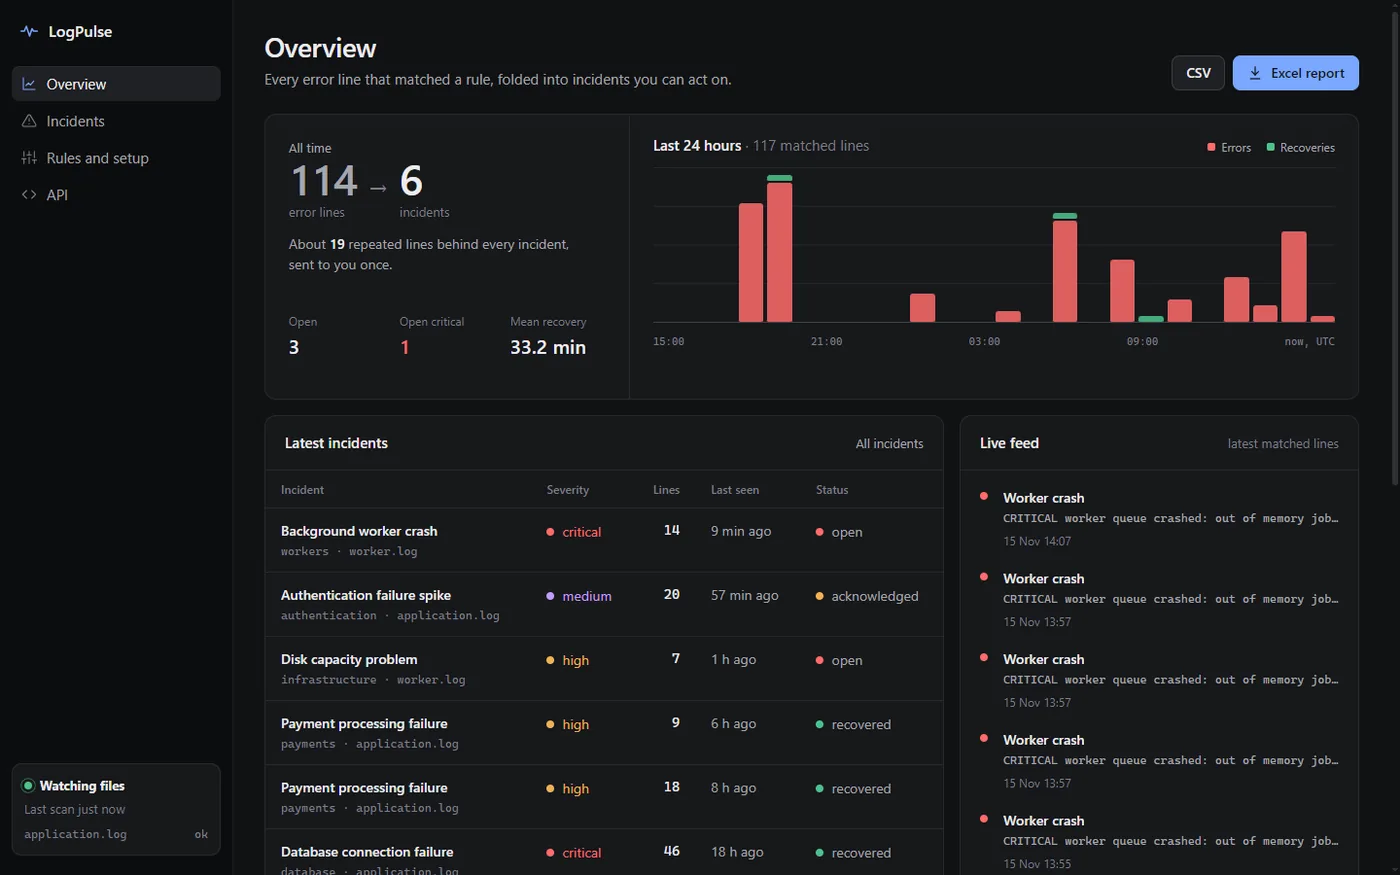 LogPulse
Overview
Incidents
Rules and setup
API
Watching files
Last scan just now
application.log ok
Overview
Every error line that matched a rule, folded into incidents you can act on.
CSV
Excel report
All time
114 → 6
error lines incidents
About 19 repeated lines behind every incident,
sent to you once.
Open Open critical Mean recovery
3 1 33.2 min
Last 24 hours · 117 matched lines
Errors Recoveries
15:00 21:00 03:00 09:00 now, UTC
Latest incidents All incidents
Incident Severity Lines Last seen Status
Background worker crash critical 14 9 min ago open
workers · worker.log
Authentication failure spike medium 20 57 min ago acknowledged
authentication · application.log
Disk capacity problem high 7 1 h ago open
infrastructure · worker.log
Payment processing failure high 9 6 h ago recovered
payments · application.log
Payment processing failure high 18 8 h ago recovered
payments · application.log
Database connection failure critical 46 18 h ago recovered
database · application.log
Live feed latest matched lines
Worker crash
CRITICAL worker queue crashed: out of memory job…
15 Nov 14:07
Worker crash
CRITICAL worker queue crashed: out of memory job…
15 Nov 13:57
Worker crash
CRITICAL worker queue crashed: out of memory job…
15 Nov 13:57
Worker crash
CRITICAL worker queue crashed: out of memory job…
15 Nov 13:57
Worker crash
CRITICAL worker queue crashed: out of memory job…
15 Nov 13:55